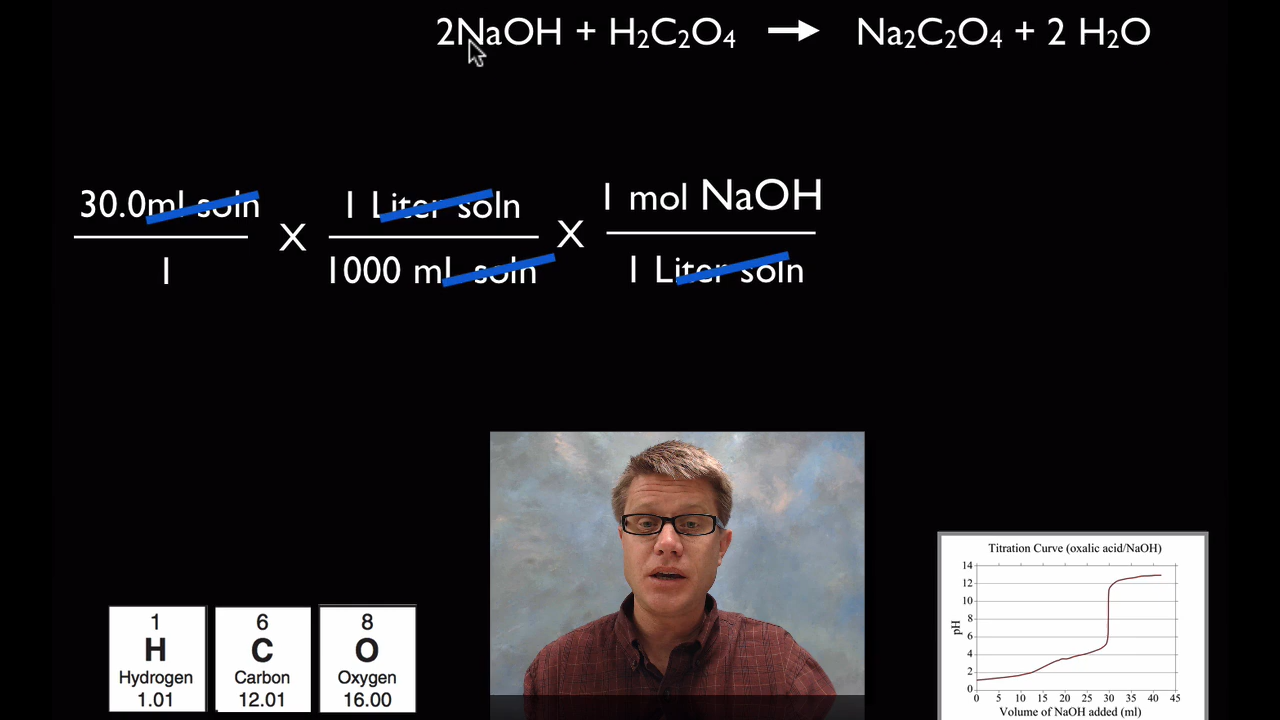 2NaOH + H₂C₂O₄ → Na₂C₂O₄ + 2 H₂O
30.0ml soln X 1 Liter soln X 1 mol NaOH
1 1000 mL soln 1 Liter soln
Titration Curve (oxalic acid/NaOH)
14
12
10
8
6
4
2
0
pH
0 5 10 15 20 25 30 35 40 45
Volume of NaOH added (ml)
1 6 8
H C O
Hydrogen Carbon Oxygen
1.01 12.01 16.00